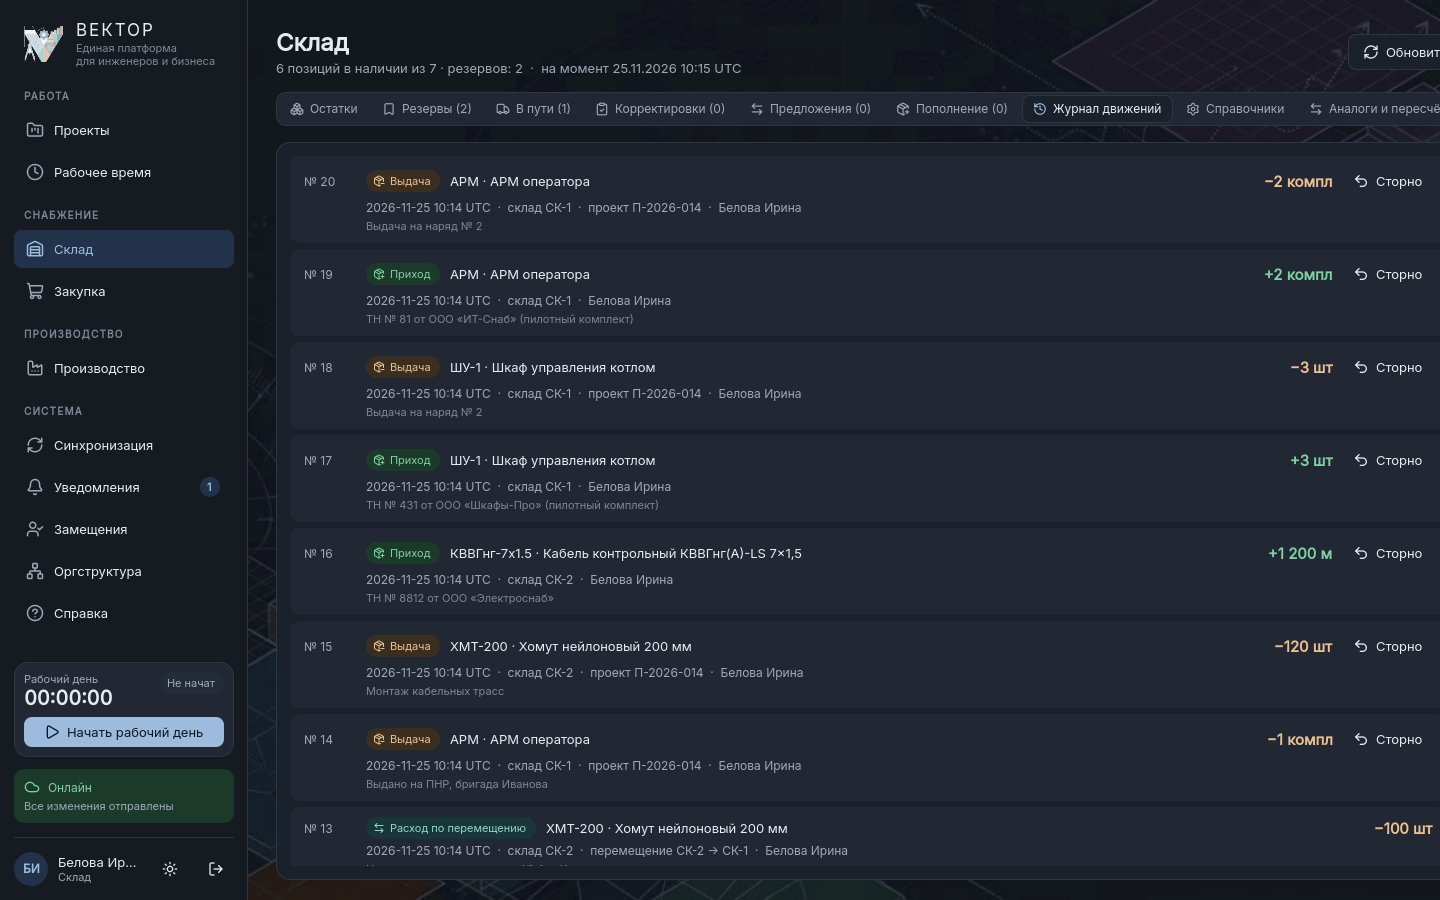 ВЕКТОР
Единая платформа
для инженеров и бизнеса
РАБОТА
Проекты
Рабочее время
СНАБЖЕНИЕ
Склад
Закупка
ПРОИЗВОДСТВО
Производство
СИСТЕМА
Синхронизация
Уведомления 1
Замещения
Оргструктура
Справка
Рабочий день
Не начат
00:00:00
Начать рабочий день
Онлайн
Все изменения отправлены
БИ
Белова Ир...
Склад
Склад
6 позиций в наличии из 7 · резервов: 2 · на момент 25.11.2026 10:15 UTC
Обновит
Остатки Резервы (2) В пути (1) Корректировки (0) Предложения (0) Пополнение (0) Журнал движений Справочники Аналоги и пересчё
№ 20 Выдача АРМ · АРМ оператора −2 компл Сторно
2026-11-25 10:14 UTC · склад СК-1 · проект П-2026-014 · Белова Ирина
Выдача на наряд № 2
№ 19 Приход АРМ · АРМ оператора +2 компл Сторно
2026-11-25 10:14 UTC · склад СК-1 · Белова Ирина
ТН № 81 от ООО «ИТ-Снаб» (пилотный комплект)
№ 18 Выдача ШУ-1 · Шкаф управления котлом −3 шт Сторно
2026-11-25 10:14 UTC · склад СК-1 · проект П-2026-014 · Белова Ирина
Выдача на наряд № 2
№ 17 Приход ШУ-1 · Шкаф управления котлом +3 шт Сторно
2026-11-25 10:14 UTC · склад СК-1 · Белова Ирина
ТН № 431 от ООО «Шкафы-Про» (пилотный комплект)
№ 16 Приход КВВГнг-7х1.5 · Кабель контрольный КВВГнг(А)-LS 7×1,5 +1 200 м Сторно
2026-11-25 10:14 UTC · склад СК-2 · Белова Ирина
ТН № 8812 от ООО «Электроснаб»
№ 15 Выдача ХМТ-200 · Хомут нейлоновый 200 мм −120 шт Сторно
2026-11-25 10:14 UTC · склад СК-2 · проект П-2026-014 · Белова Ирина
Монтаж кабельных трасс
№ 14 Выдача АРМ · АРМ оператора −1 компл Сторно
2026-11-25 10:14 UTC · склад СК-1 · проект П-2026-014 · Белова Ирина
Выдано на ПНР, бригада Иванова
№ 13 Расход по перемещению ХМТ-200 · Хомут нейлоновый 200 мм −100 шт
2026-11-25 10:14 UTC · склад СК-2 · перемещение СК-2 → СК-1 · Белова Ирина